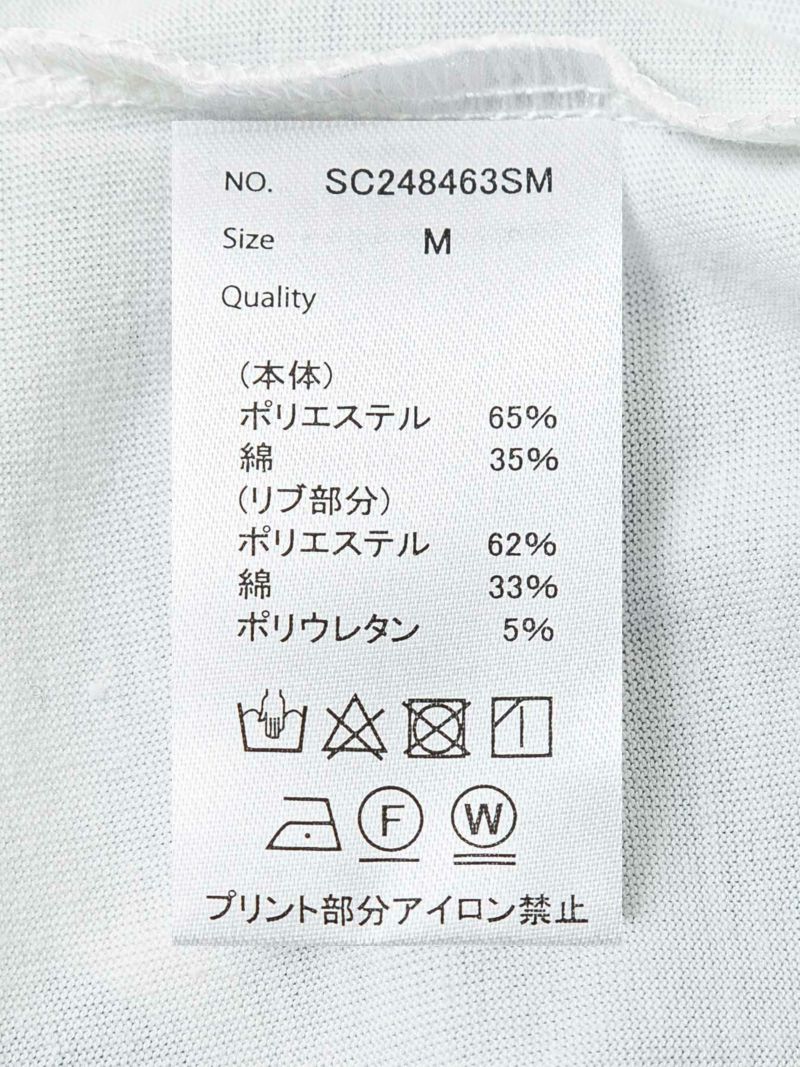 NO. SC248463SM
Size M
Quality
(本体)
ポリエステル 65%
綿 35%
(リブ部分)
ポリエステル 62%
綿 33%
ポリウレタン 5%
F W
プリント部分アイロン禁止